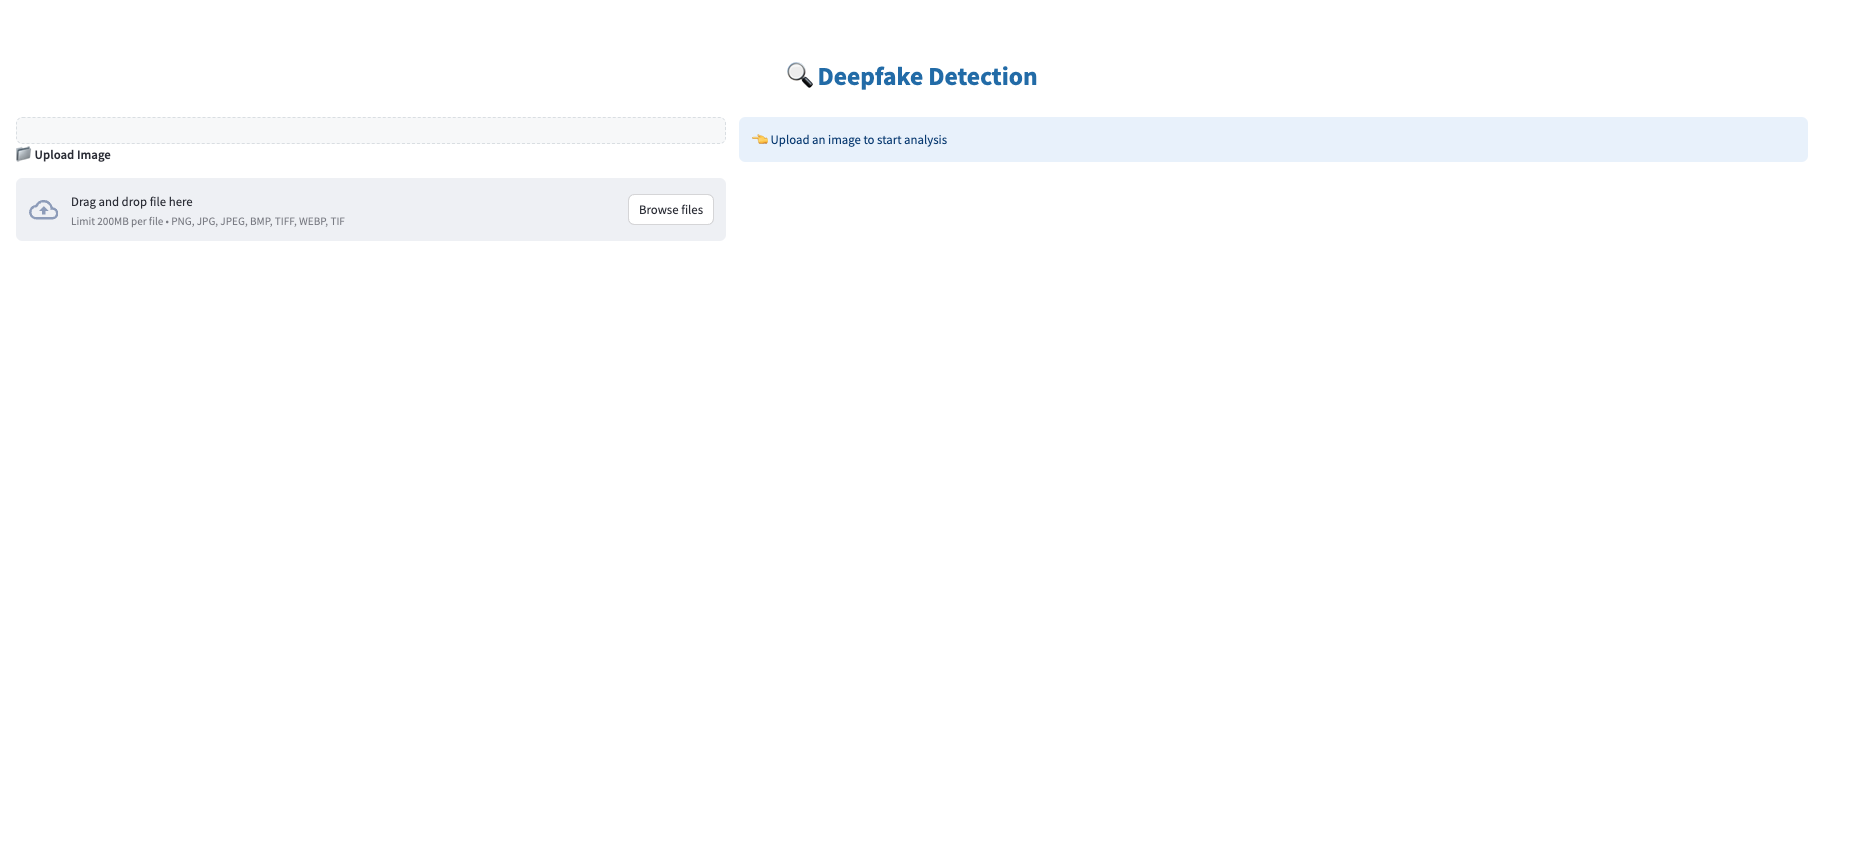 Deepfake Detection
Upload Image
Drag and drop file here
Limit 200MB per file • PNG, JPG, JPEG, BMP, TIFF, WEBP, TIF
Browse files
Upload an image to start analysis